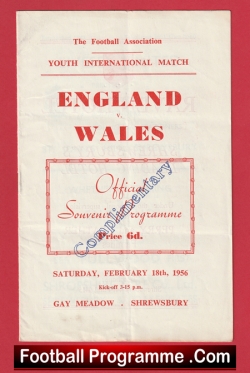 The Football Association
YOUTH INTERNATIONAL MATCH
ENGLAND
v.
WALES
Official
Souvenir Programme
Complimentary
Price 6d.
SATURDAY, FEBRUARY 18th, 1956
Kick-off 3-15 p.m.
GAY MEADOW . SHREWSBURY
Football Programme .Com